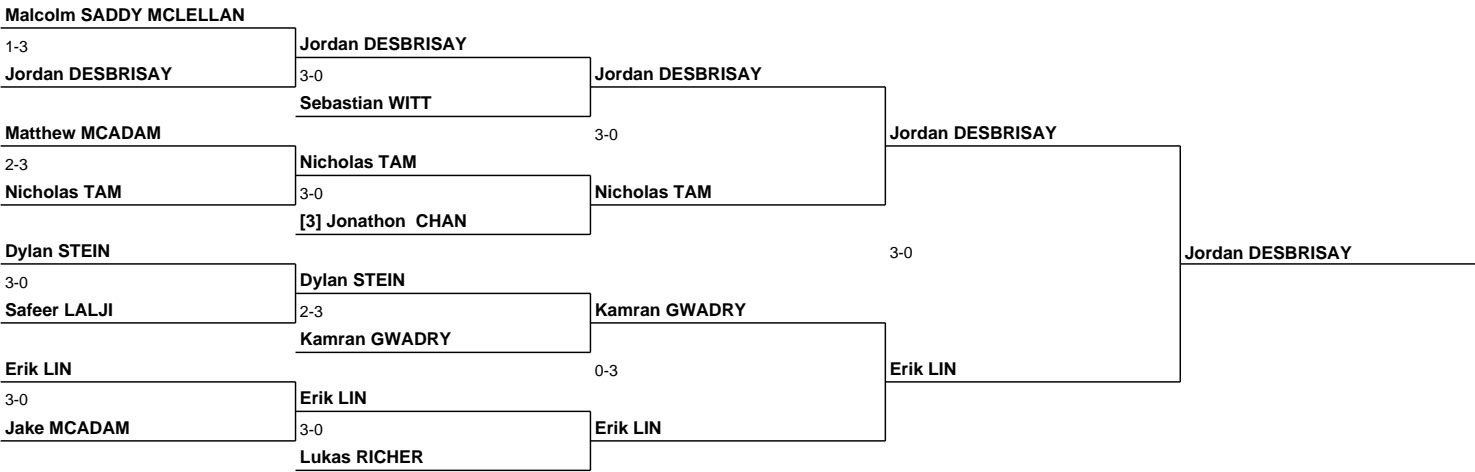 Malcolm SADDY MCLELLAN
1-3
Jordan DESBRISAY
Jordan DESBRISAY
3-0
Jordan DESBRISAY
Sebastian WITT
Matthew MCADAM
3-0
Jordan DESBRISAY
2-3
Nicholas TAM
Nicholas TAM
3-0
Nicholas TAM
[3] Jonathon  CHAN
Dylan STEIN
3-0
Jordan DESBRISAY
3-0
Dylan STEIN
Safeer LALJI
2-3
Kamran GWADRY
Kamran GWADRY
Erik LIN
0-3
Erik LIN
3-0
Erik LIN
Jake MCADAM
3-0
Erik LIN
Lukas RICHER